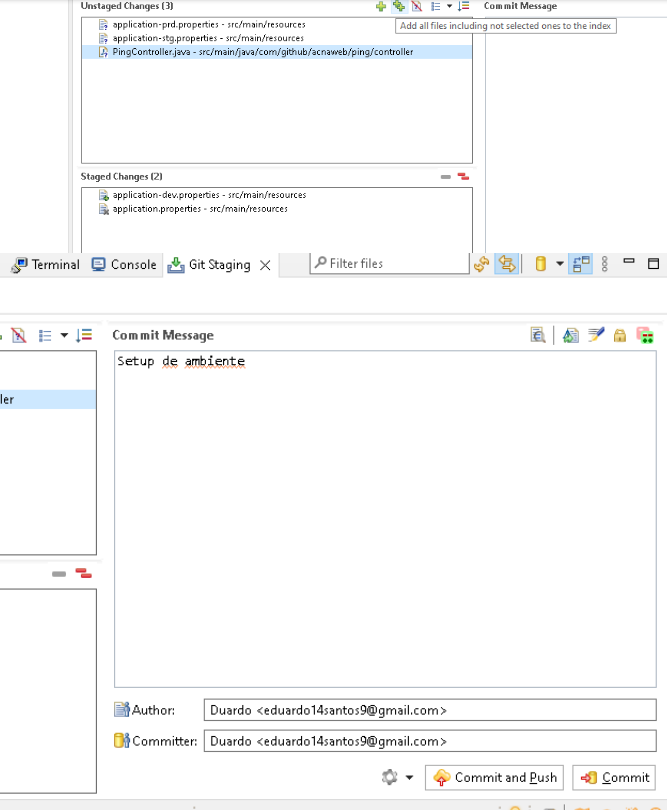 Unstaged Changes (3)
Commit Message
Add all files including not selected ones to the index
application-prd.properties - src/main/resources
application-stg.properties - src/main/resources
PingController.java - src/main/java/com/github/acnaweb/ping/controller
Staged Changes (2)
application-dev.properties - src/main/resources
application.properties - src/main/resources
Terminal
Console
Git Staging
Filter files
Commit Message
ler
Setup de ambiente
Author:
Duardo <eduardo14santos9@gmail.com>
Committer:
Duardo <eduardo14santos9@gmail.com>
Commit and Push
Commit